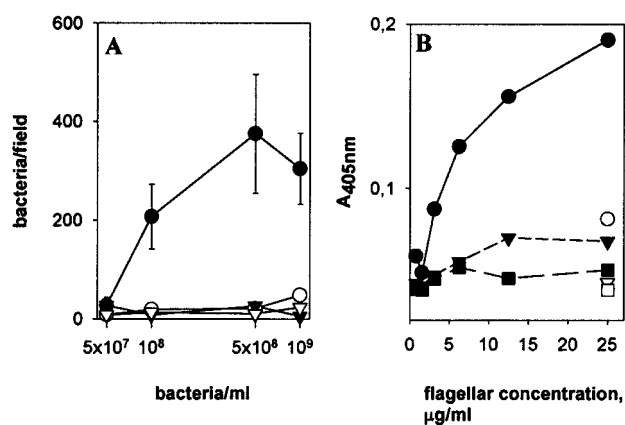 A
600
400
200
0
bacteria/field
5x10⁷ 10⁸ 5x10⁸ 10⁹
bacteria/ml
B
0,2
0,1
A405nm
0 5 10 15 20 25
flagellar concentration,
µg/ml